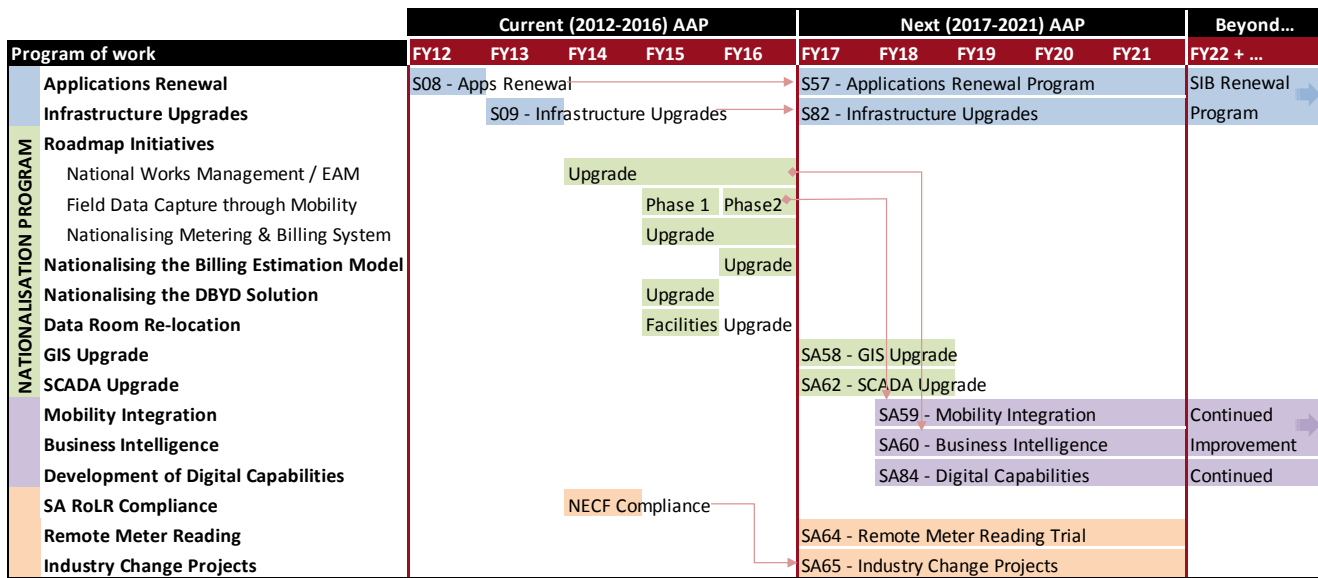 Current (2012-2016) AAP Next (2017-2021) AAP Beyond…
Program of work FY12 FY13 FY14 FY15 FY16 FY17 FY18 FY19 FY20 FY21 FY22 + …
Applications Renewal S08 - Apps Renewal S57 - Applications Renewal Program SIB Renewal
Infrastructure Upgrades S09 - Infrastructure Upgrades S82 - Infrastructure Upgrades Program
NATIONALISATION PROGRAM
Roadmap Initiatives
National Works Management / EAM Upgrade
Field Data Capture through Mobility Phase 1 Phase2
Nationalising Metering & Billing System Upgrade
Nationalising the Billing Estimation Model Upgrade
Nationalising the DBYD Solution Upgrade
Data Room Re-location Facilities Upgrade
GIS Upgrade SA58 - GIS Upgrade
SCADA Upgrade SA62 - SCADA Upgrade
Mobility Integration SA59 - Mobility Integration Continued
Business Intelligence SA60 - Business Intelligence Improvement
Development of Digital Capabilities SA84 - Digital Capabilities Continued
SA RoLR Compliance NECF Compliance
Remote Meter Reading SA64 - Remote Meter Reading Trial
Industry Change Projects SA65 - Industry Change Projects